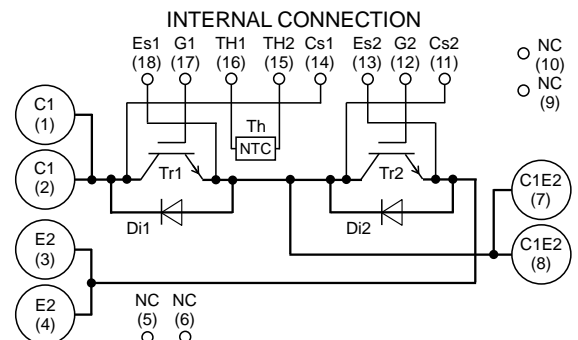 INTERNAL CONNECTION
Es1 G1 TH1 TH2 Cs1 Es2 G2 Cs2
(18) (17) (16) (15) (14) (13) (12) (11)
NC
(10)
NC
(9)
C1
(1)
Th
NTC
C1
(2)
Tr1
Tr2
C1E2
(7)
Di1
Di2
E2
(3)
C1E2
(8)
E2
(4)
NC NC
(5) (6)